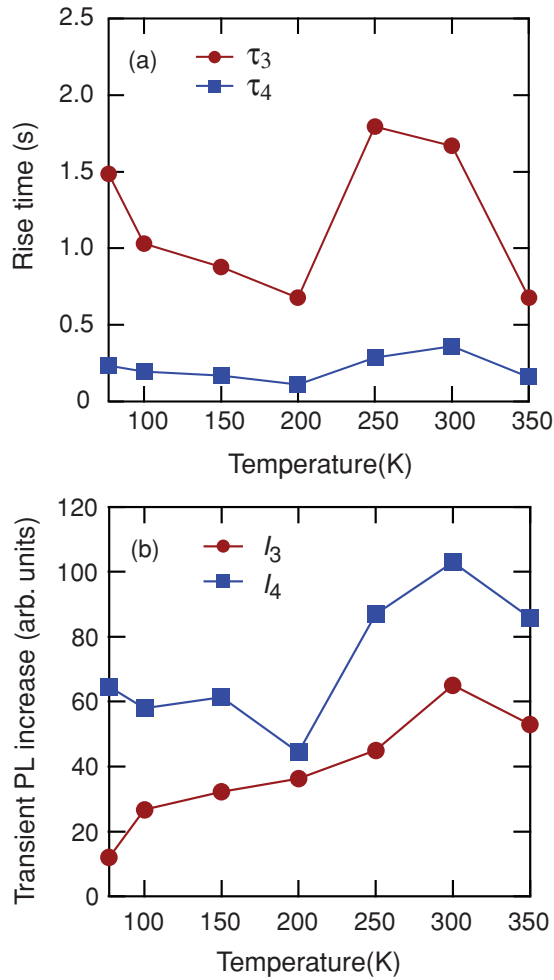 2.5
(a)
τ3
τ4
2.0
1.5
1.0
0.5
0
Rise time (s)
100 150 200 250 300 350
Temperature(K)
120
(b)
I3
I4
100
80
60
40
20
0
Transient PL increase (arb. units)
100 150 200 250 300 350
Temperature(K)